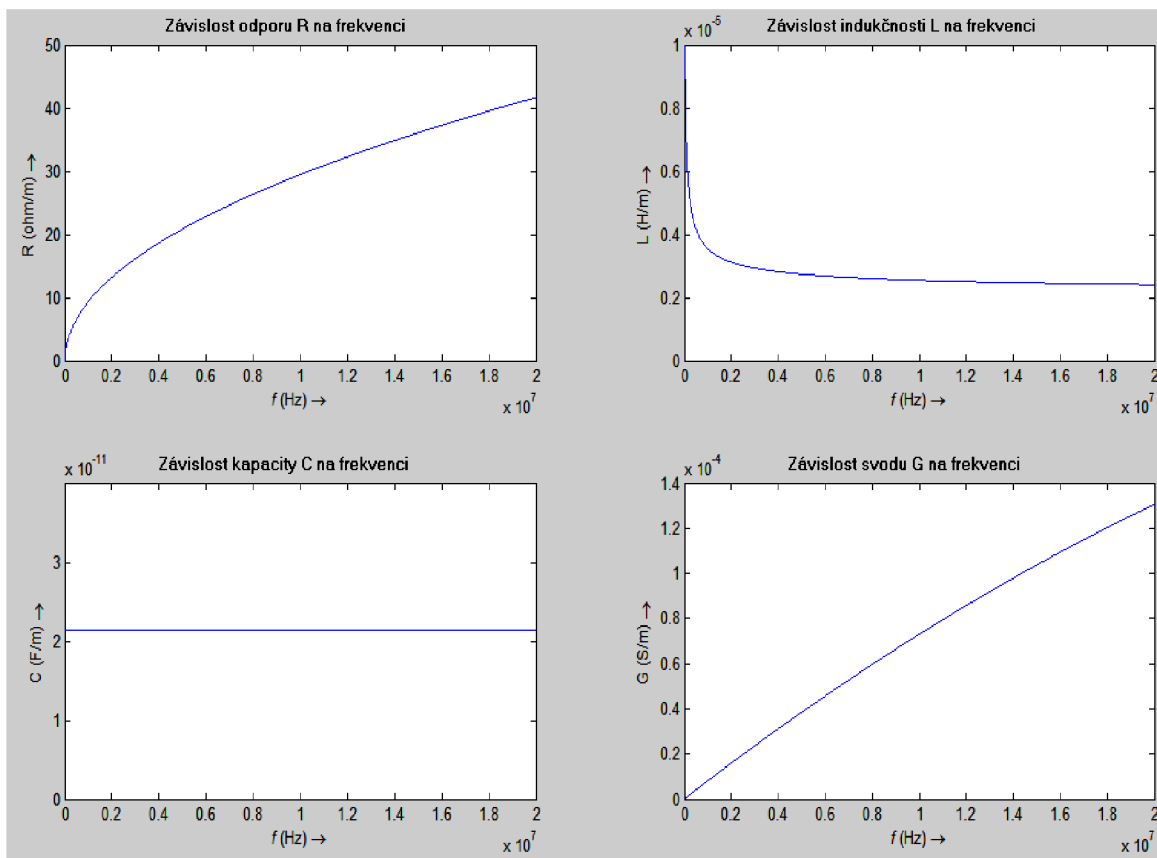 Závislost odporu R na frekvenci
50
40
30
20
10
0
R (ohm/m) →
0 0.2 0.4 0.6 0.8 1 1.2 1.4 1.6 1.8 2
f (Hz) →
x 10^7
Závislost indukčnosti L na frekvenci
x 10^-5
1
0.8
0.6
0.4
0.2
0
L (H/m) →
0 0.2 0.4 0.6 0.8 1 1.2 1.4 1.6 1.8 2
f (Hz) →
x 10^7
Závislost kapacity C na frekvenci
x 10^-11
3
2
1
0
C (F/m) →
0 0.2 0.4 0.6 0.8 1 1.2 1.4 1.6 1.8 2
f (Hz) →
x 10^7
Závislost svodu G na frekvenci
x 10^-4
1.4
1.2
1
0.8
0.6
0.4
0.2
0
G (S/m) →
0 0.2 0.4 0.6 0.8 1 1.2 1.4 1.6 1.8 2
f (Hz) →
x 10^7